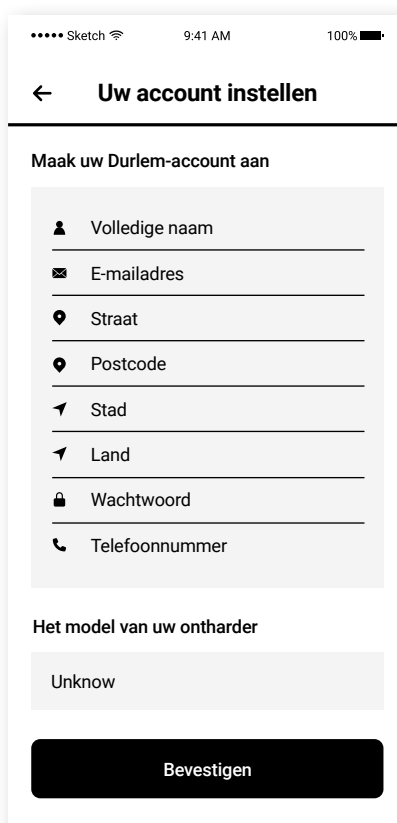 Sketch 9:41 AM 100%
Uw account instellen
Maak uw Durlem-account aan
Volledige naam
E-mailadres
Straat
Postcode
Stad
Land
Wachtwoord
Telefoonnummer
Het model van uw ontharder
Unknow
Bevestigen